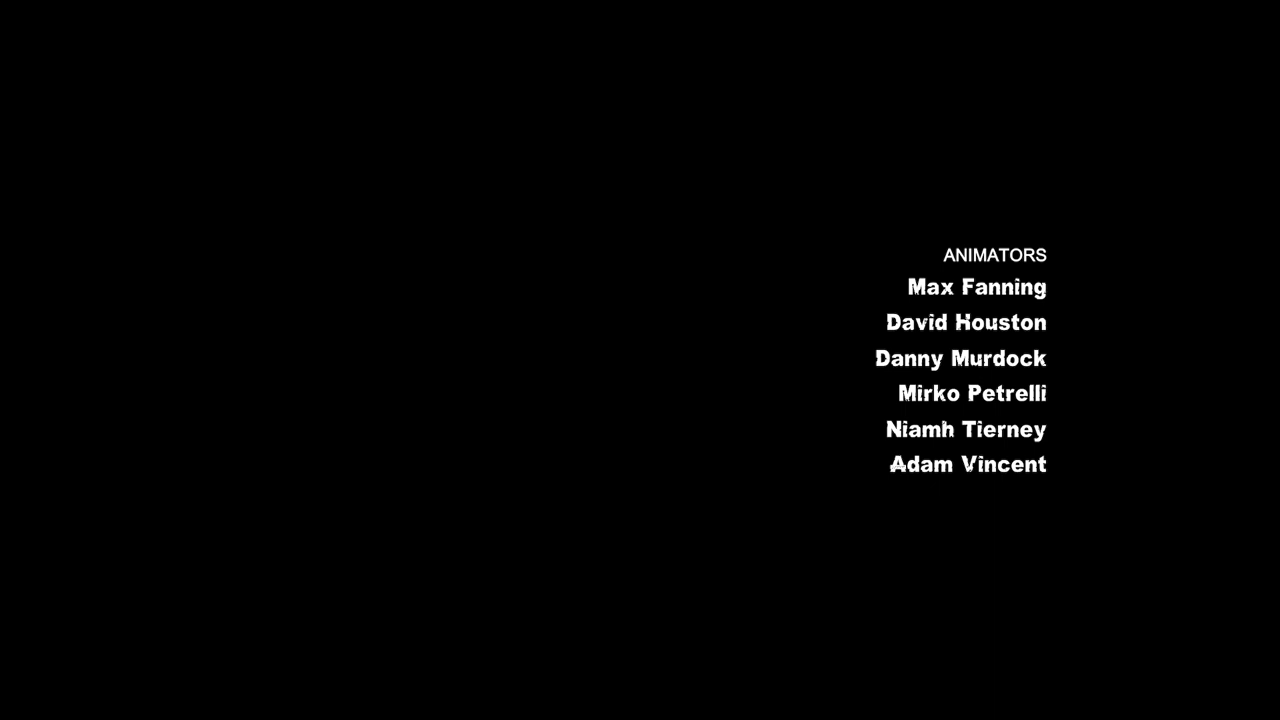 ANIMATORS
Max Fanning
David Houston
Danny Murdock
Mirko Petrelli
Niamh Tierney
Adam Vincent